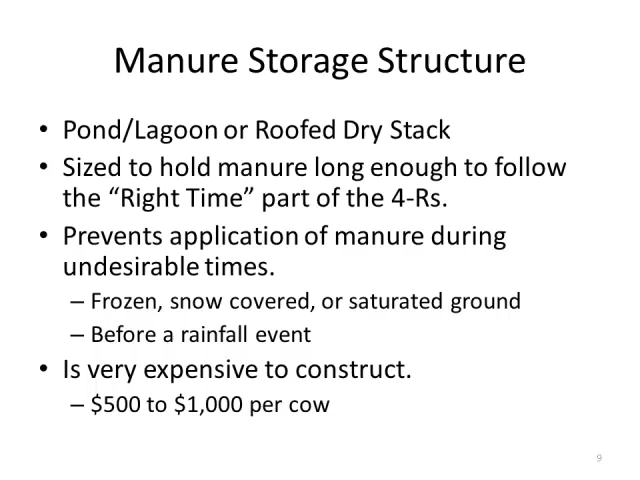 Manure Storage Structure
• Pond/Lagoon or Roofed Dry Stack
• Sized to hold manure long enough to follow
the “Right Time” part of the 4-Rs.
• Prevents application of manure during
undesirable times.
– Frozen, snow covered, or saturated ground
– Before a rainfall event
• Is very expensive to construct.
– $500 to $1,000 per cow
9